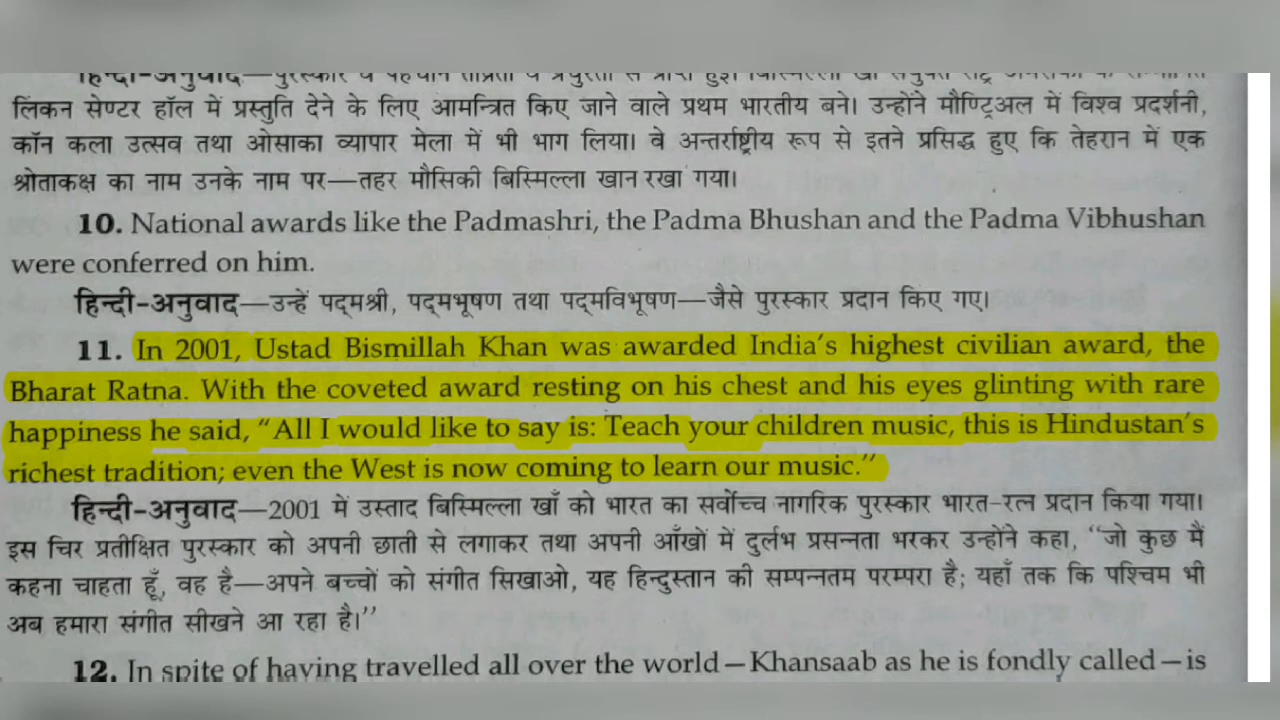 हिन्दी-अनुवाद—पुरस्कार व पहचान
लिंकन सेण्टर हॉल में प्रस्तुति देने के लिए आमन्त्रित किए जाने वाले प्रथम भारतीय बने। उन्होंने मौण्ट्रिअल में विश्व प्रदर्शनी,
कॉन कला उत्सव तथा ओसाका व्यापार मेला में भी भाग लिया। वे अन्तर्राष्ट्रीय रूप से इतने प्रसिद्ध हुए कि तेहरान में एक
श्रोताकक्ष का नाम उनके नाम पर—तहर मौसिकी बिस्मिल्ला खान रखा गया।
10. National awards like the Padmashri, the Padma Bhushan and the Padma Vibhushan
were conferred on him.
हिन्दी-अनुवाद—उन्हें पद्मश्री, पद्मभूषण तथा पद्मविभूषण—जैसे पुरस्कार प्रदान किए गए।
11. In 2001, Ustad Bismillah Khan was awarded India's highest civilian award, the
Bharat Ratna. With the coveted award resting on his chest and his eyes glinting with rare
happiness he said, “All I would like to say is: Teach your children music, this is Hindustan's
richest tradition; even the West is now coming to learn our music.”
हिन्दी-अनुवाद—2001 में उस्ताद बिस्मिल्ला खाँ को भारत का सर्वोच्च नागरिक पुरस्कार भारत-रत्न प्रदान किया गया।
इस चिर प्रतीक्षित पुरस्कार को अपनी छाती से लगाकर तथा अपनी आँखों में दुर्लभ प्रसन्नता भरकर उन्होंने कहा, “जो कुछ मैं
कहना चाहता हूँ, वह है—अपने बच्चों को संगीत सिखाओ, यह हिन्दुस्तान की सम्पन्नतम परम्परा है; यहाँ तक कि पश्चिम भी
अब हमारा संगीत सीखने आ रहा है।”
12. In spite of having travelled all over the world—Khansaab as he is fondly called—is